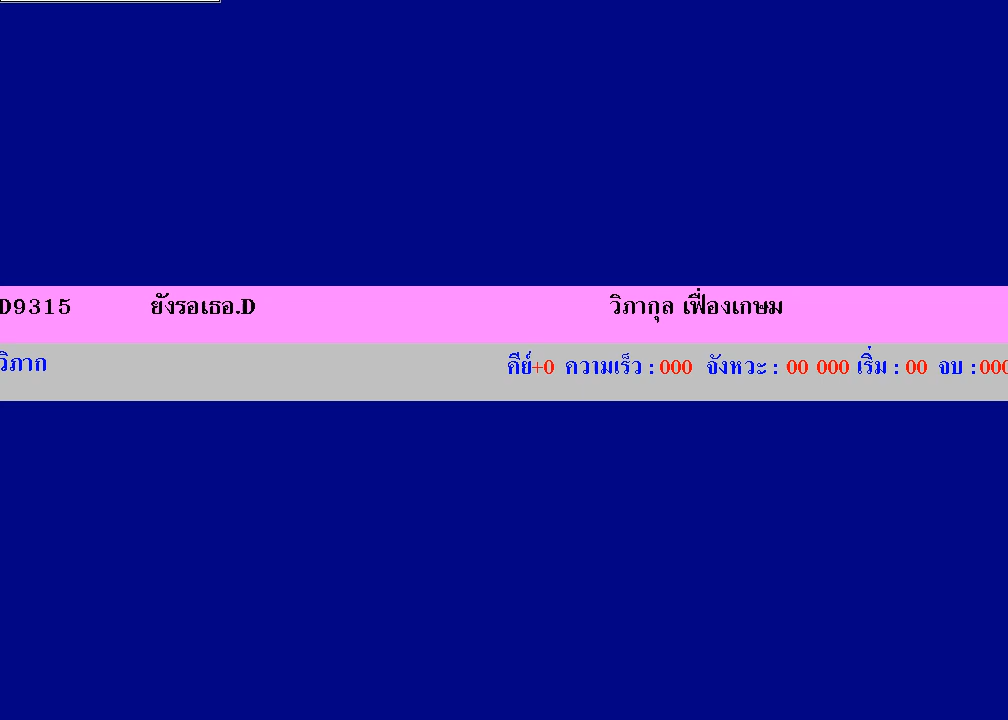 D9315 ยังรอเธอ.D วิภากุล เฟื่องเกษม
วิภาก คีย์+0 ความเร็ว : 000 จังหวะ : 00 000 เริ่ม : 00 จบ : 000